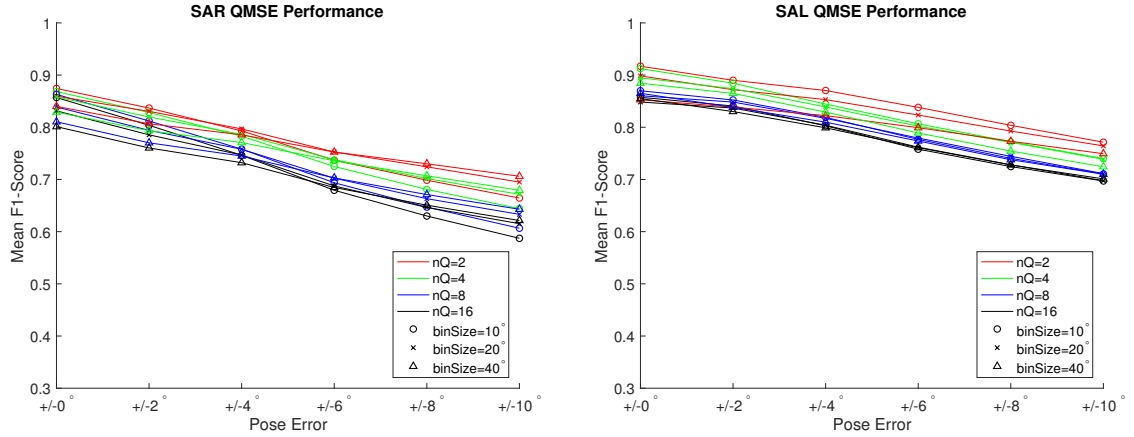 SAR QMSE Performance
1
0.9
0.8
0.7
0.6
0.5
0.4
0.3
Mean F1-Score
+/-0° +/-2° +/-4° +/-6° +/-8° +/-10°
Pose Error
nQ=2
nQ=4
nQ=8
nQ=16
binSize=10°
binSize=20°
binSize=40°
SAL QMSE Performance
1
0.9
0.8
0.7
0.6
0.5
0.4
0.3
Mean F1-Score
+/-0° +/-2° +/-4° +/-6° +/-8° +/-10°
Pose Error
nQ=2
nQ=4
nQ=8
nQ=16
binSize=10°
binSize=20°
binSize=40°